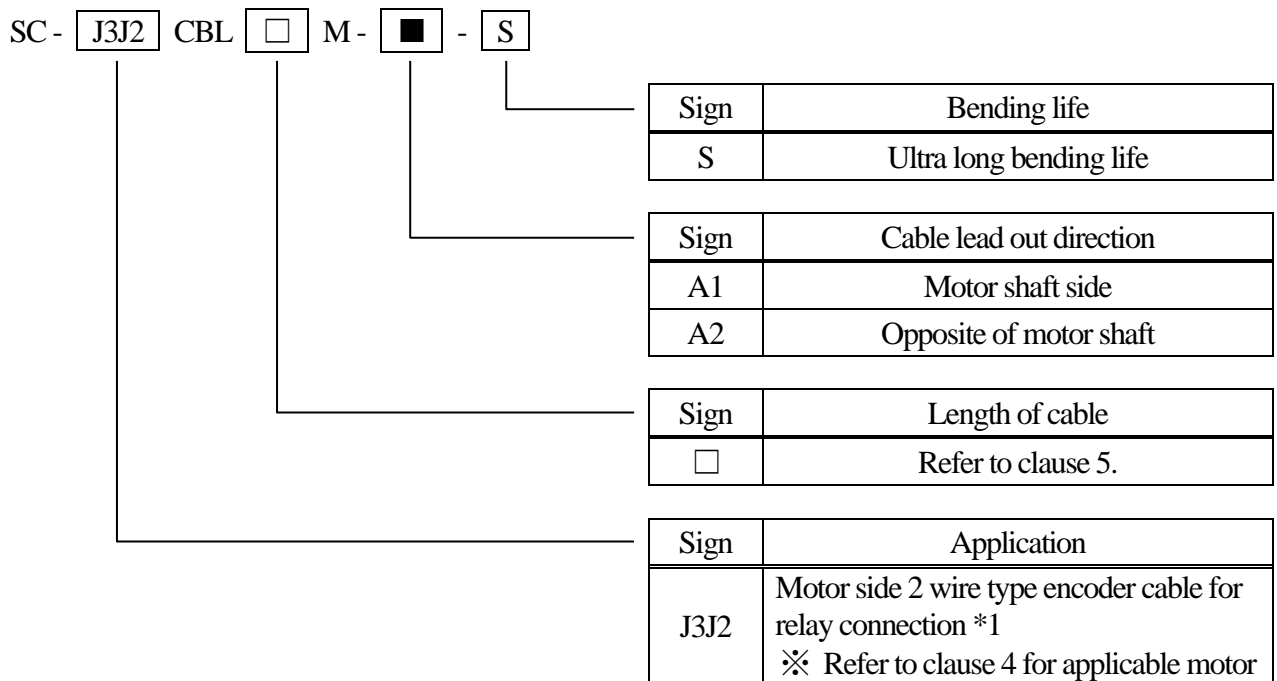 SC - J3J2 CBL □ M - ■ - S
Sign Bending life
S Ultra long bending life
Sign Cable lead out direction
A1 Motor shaft side
A2 Opposite of motor shaft
Sign Length of cable
□ Refer to clause 5.
Sign Application
J3J2 Motor side 2 wire type encoder cable for
relay connection *1
※ Refer to clause 4 for applicable motor